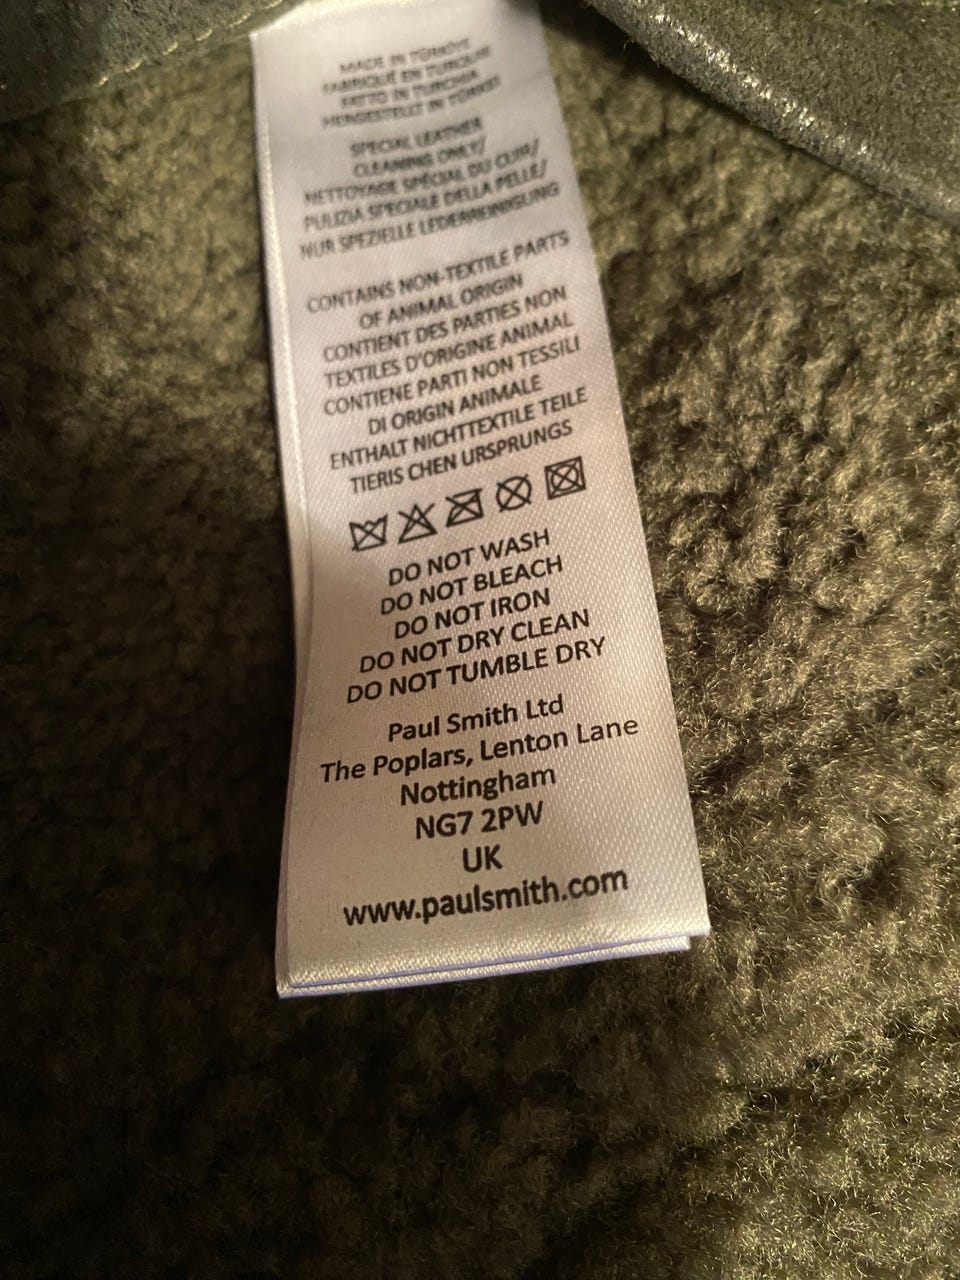 MADE IN TÜRKİYE
FABRIQUÉ EN TURQUIE
FATTO IN TURCHIA
HERGESTELLT IN TÜRKEI
SPECIAL LEATHER
CLEANING ONLY/
NETTOYAGE SPÉCIAL DU CUIR/
PULIZIA SPECIALE DELLA PELLE/
NUR SPEZIELLE LEDERREINIGUNG
CONTAINS NON-TEXTILE PARTS
OF ANIMAL ORIGIN
CONTIENT DES PARTIES NON
TEXTILES D'ORIGINE ANIMAL
CONTIENE PARTI NON TESSILI
DI ORIGIN ANIMALE
ENTHALT NICHTTEXTILE TEILE
TIERIS CHEN URSPRUNGS
DO NOT WASH
DO NOT BLEACH
DO NOT IRON
DO NOT DRY CLEAN
DO NOT TUMBLE DRY
Paul Smith Ltd
The Poplars, Lenton Lane
Nottingham
NG7 2PW
UK
www.paulsmith.com